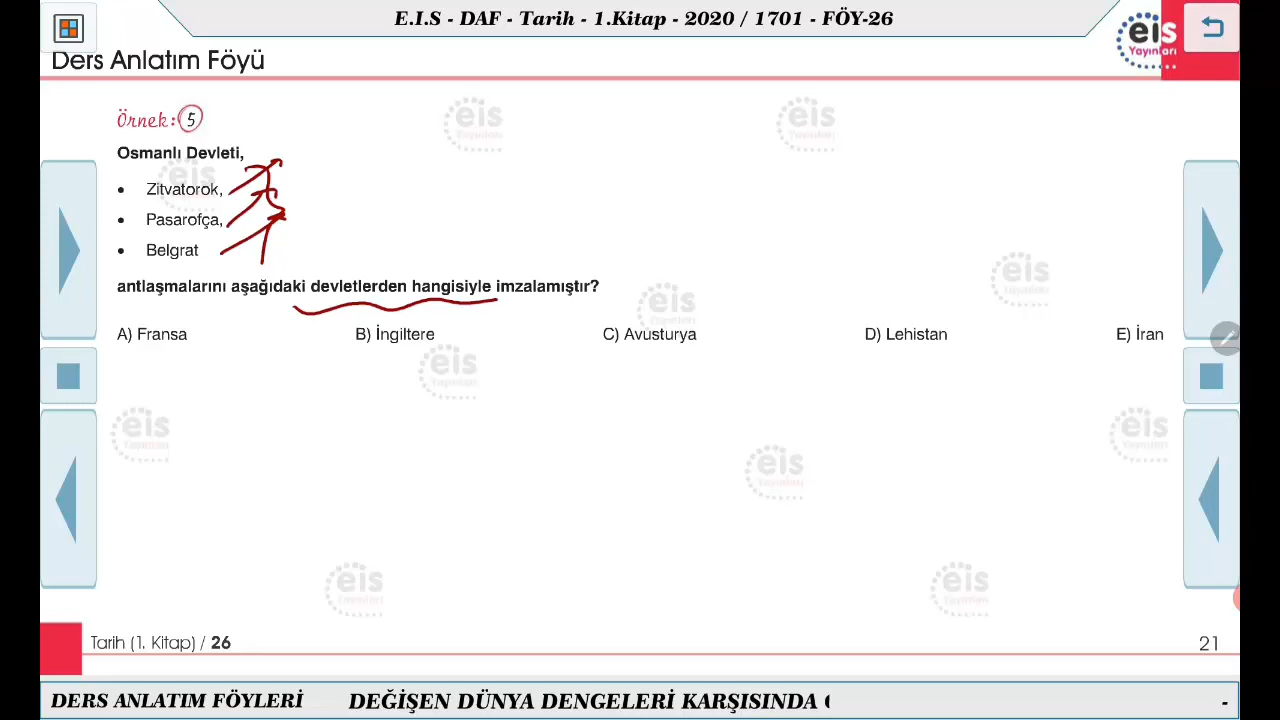 E.I.S - DAF - Tarih - 1.Kitap - 2020 / 1701 - FÖY-26
eis
Yayınları
Ders Anlatım Föyü
Örnek: 5
Osmanlı Devleti,
• Zitvatorok,
• Pasarofça,
• Belgrat
antlaşmalarını aşağıdaki devletlerden hangisiyle imzalamıştır?
A) Fransa B) İngiltere C) Avusturya D) Lehistan E) İran
Tarih (1. Kitap) / 26
21
DERS ANLATIM FÖYLERİ DEĞİŞEN DÜNYA DENGELERİ KARŞISINDA -